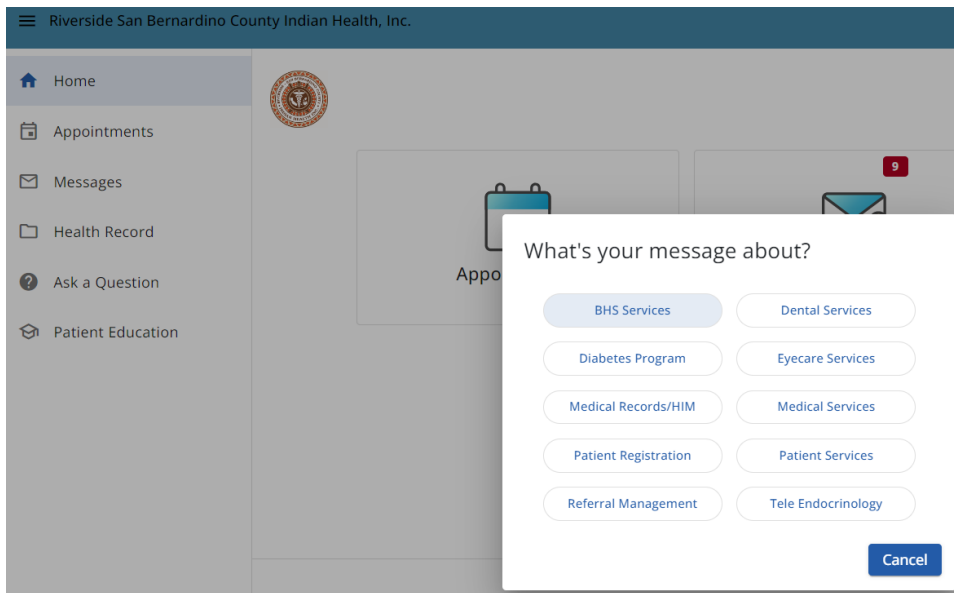 Riverside San Bernardino County Indian Health, Inc.
Home
Appointments
Messages
Health Record
Ask a Question
Patient Education
9
Appo
What's your message about?
BHS Services
Dental Services
Diabetes Program
Eyecare Services
Medical Records/HIM
Medical Services
Patient Registration
Patient Services
Referral Management
Tele Endocrinology
Cancel